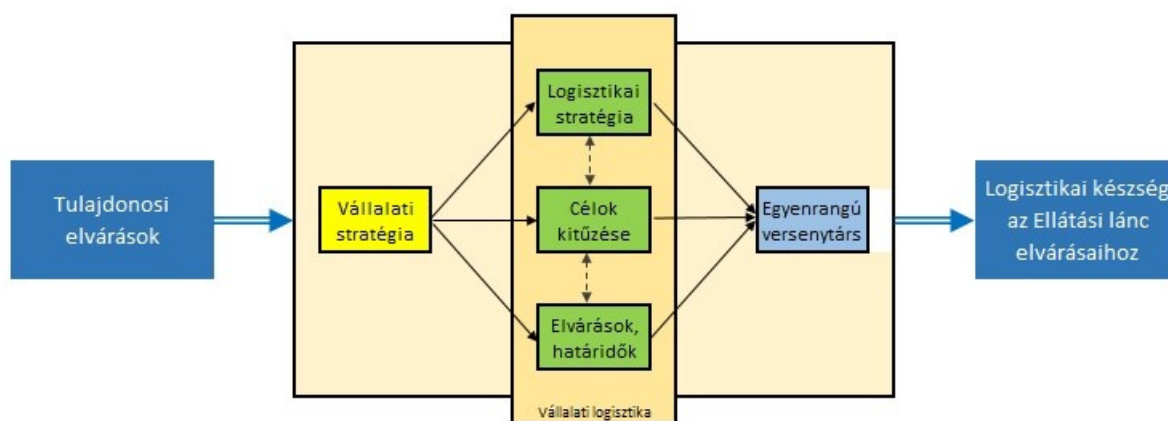 Tulajdonosi
elvárások
Vállalati
stratégia
Logisztikai
stratégia
Célok
kitűzése
Elvárások,
határidők
Vállalati logisztika
Egyenrangú
versenytárs
Logisztikai készség
az Ellátási lánc
elvárásaihoz